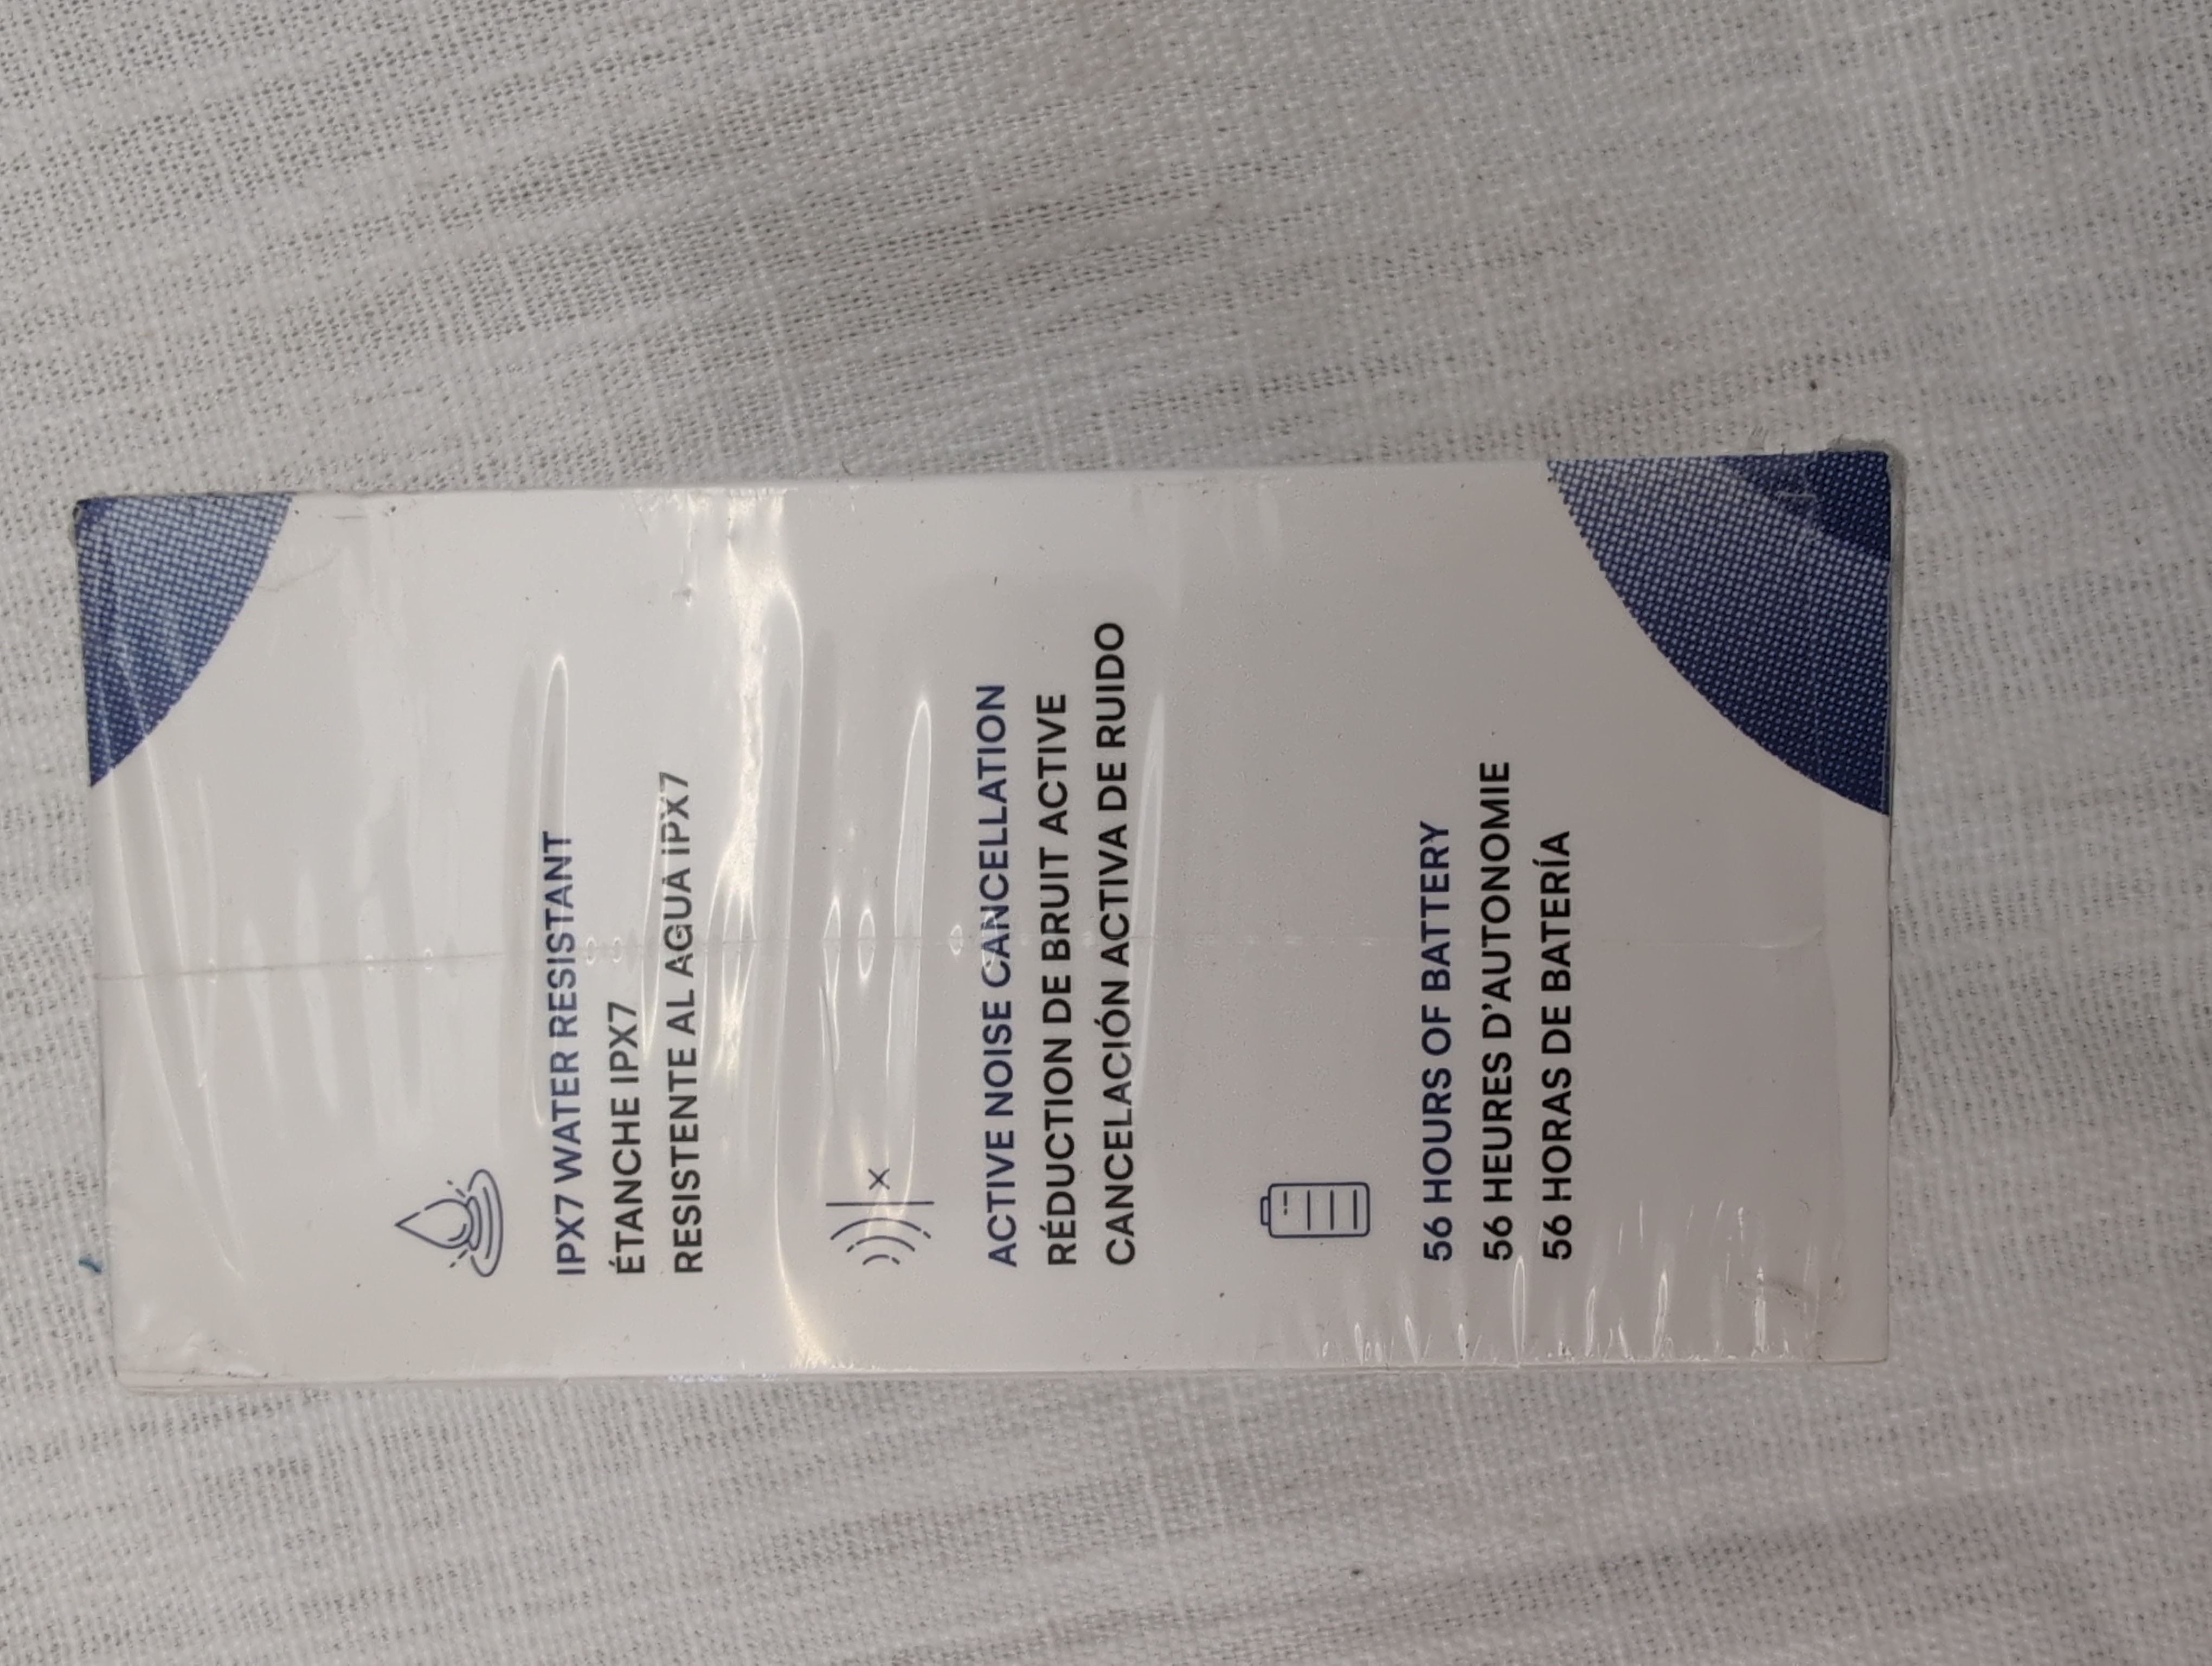 IPX7 WATER RESISTANT
ÉTANCHE IPX7
RESISTENTE AL AGUA IPX7
ACTIVE NOISE CANCELLATION
RÉDUCTION DE BRUIT ACTIVE
CANCELACIÓN ACTIVA DE RUIDO
56 HOURS OF BATTERY
56 HEURES D'AUTONOMIE
56 HORAS DE BATERÍA